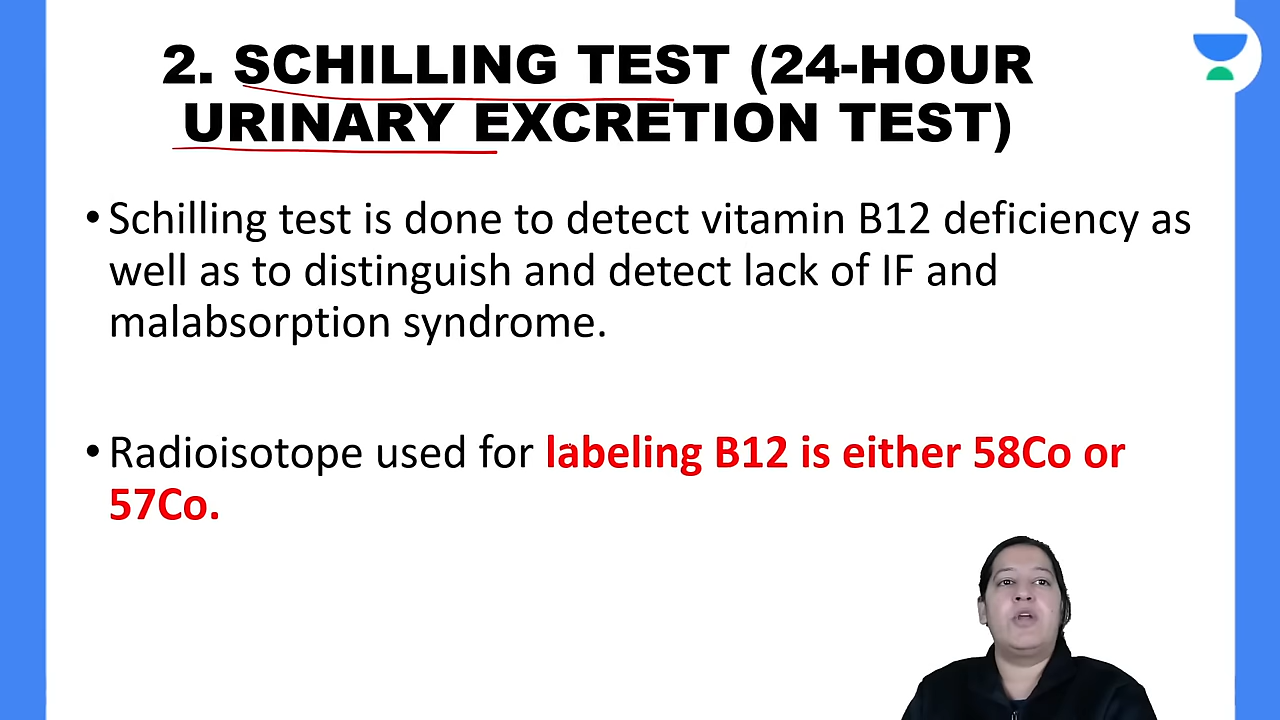 2. SCHILLING TEST (24-HOUR
URINARY EXCRETION TEST)
• Schilling test is done to detect vitamin B12 deficiency as
well as to distinguish and detect lack of IF and
malabsorption syndrome.
• Radioisotope used for labeling B12 is either 58Co or
57Co.